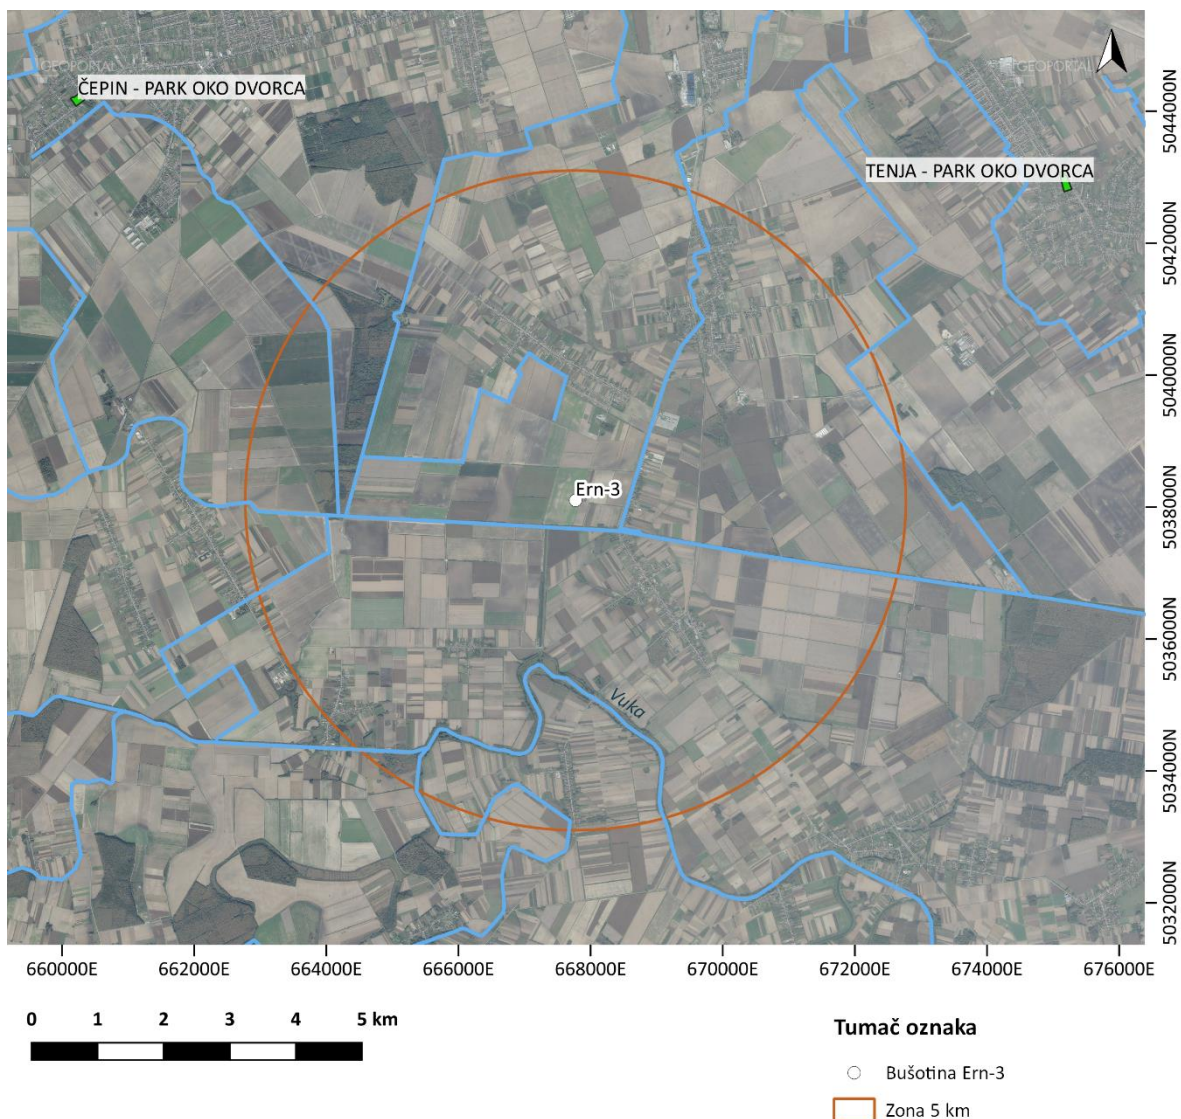 GEOPORTAL
GEOPORTAL
ČEPIN - PARK OKO DVORCA
TENJA - PARK OKO DVORCA
Ern-3
Vuka
5044000N
5042000N
5040000N
5038000N
5036000N
5034000N
5032000N
660000E 662000E 664000E 666000E 668000E 670000E 672000E 674000E 676000E
0 1 2 3 4 5 km
Tumač oznaka
Bušotina Ern-3
Zona 5 km